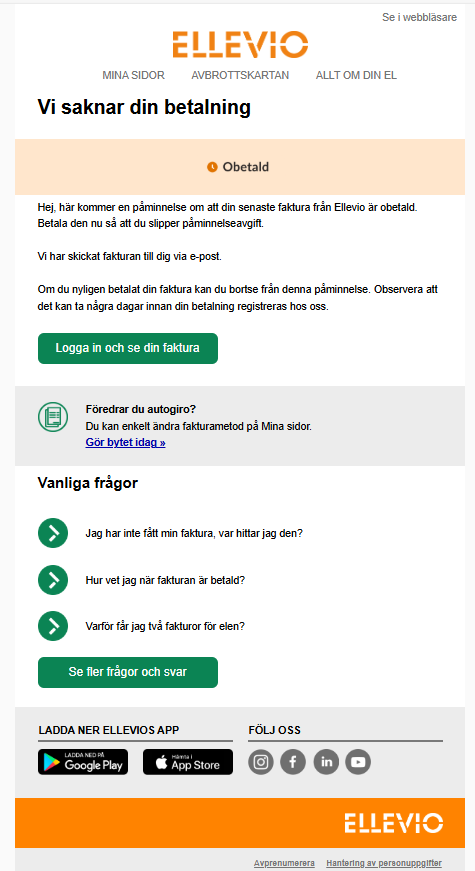 Se i webbläsare
ELLEVIO
MINA SIDOR AVBROTTSKARTAN ALLT OM DIN EL
Vi saknar din betalning
Obetald
Hej, här kommer en påminnelse om att din senaste faktura från Ellevio är obetald.
Betala den nu så att du slipper påminnelseavgift.
Vi har skickat fakturan till dig via e-post.
Om du nyligen betalat din faktura kan du bortse från denna påminnelse. Observera att
det kan ta några dagar innan din betalning registreras hos oss.
Logga in och se din faktura
Föredrar du autogiro?
Du kan enkelt ändra fakturametod på Mina sidor.
Gör bytet idag »
Vanliga frågor
Jag har inte fått min faktura, var hittar jag den?
Hur vet jag när fakturan är betald?
Varför får jag två fakturor för elen?
Se fler frågor och svar
LADDA NER ELLEVIOS APP
LADDA NED PÅ
Google Play
Hämta i
App Store
FÖLJ OSS
ELLEVIO
Avprenumerera Hantering av personuppgifter